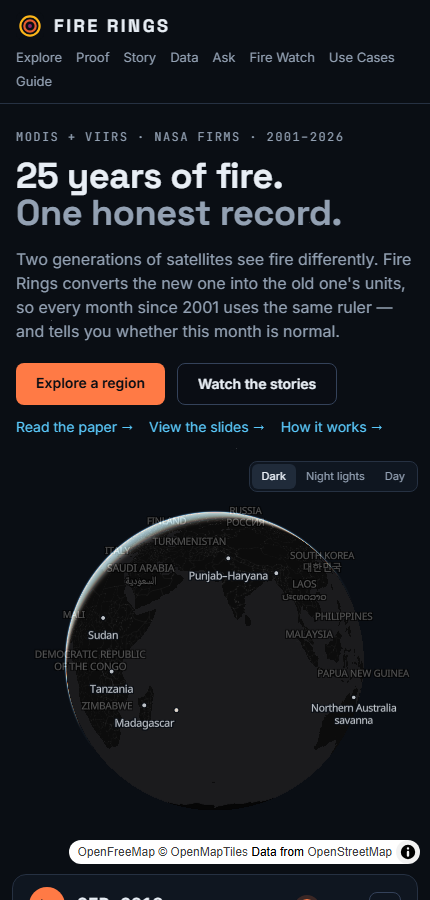 FIRE RINGS
Explore Proof Story Data Ask Fire Watch Use Cases
Guide
MODIS + VIIRS · NASA FIRMS · 2001–2026
25 years of fire.
One honest record.
Two generations of satellites see fire differently. Fire
Rings converts the new one into the old one's units,
so every month since 2001 uses the same ruler —
and tells you whether this month is normal.
Explore a region
Watch the stories
Read the paper → View the slides → How it works →
Dark Night lights Day
RUSSIA
РОССИЯ
FINLAND
TURKMENISTAN
ITALY
SOUTH KOREA
대한민국
SAUDI ARABIA
السعودية
Punjab–Haryana
LAOS
MALI
PHILIPPINES
Sudan
MALAYSIA
DEMOCRATIC REPUBLIC
OF THE CONGO
PAPUA NEW GUINEA
Tanzania
ZIMBABWE
Northern Australia
savanna
Madagascar
OpenFreeMap © OpenMapTiles Data from OpenStreetMap